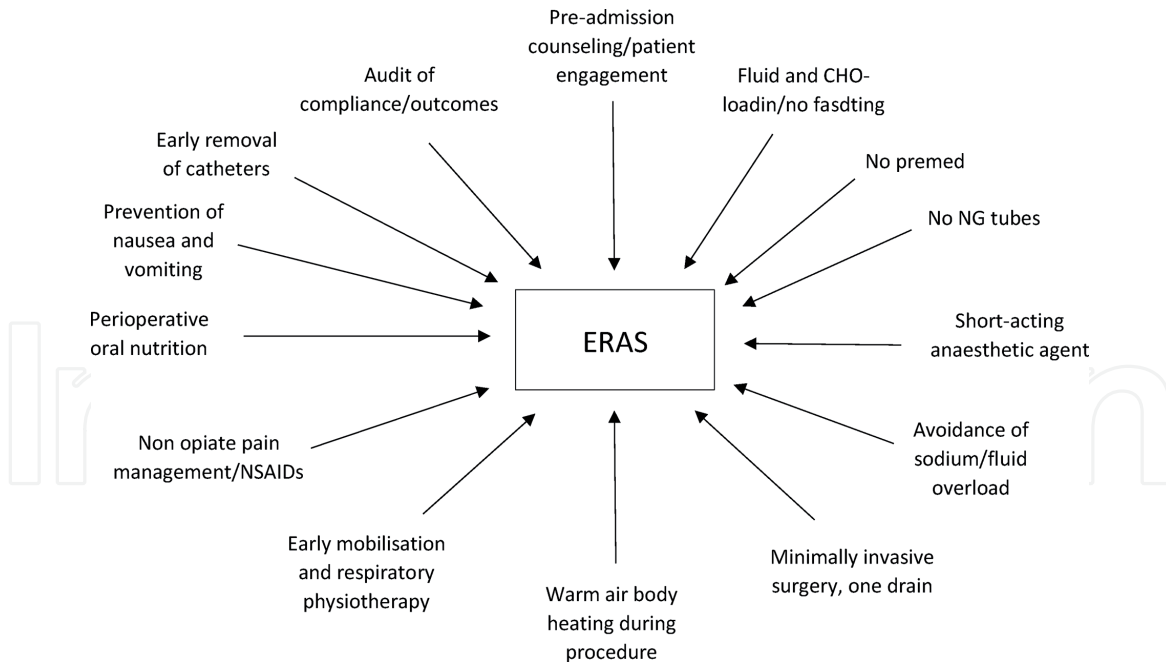 Pre-admission
counseling/patient
engagement
Fluid and CHO-
loadin/no fasdting
No premed
No NG tubes
Short-acting
anaesthetic agent
Avoidance of
sodium/fluid
overload
Minimally invasive
surgery, one drain
Warm air body
heating during
procedure
Early mobilisation
and respiratory
physiotherapy
Non opiate pain
management/NSAIDs
Perioperative
oral nutrition
Prevention of
nausea and
vomiting
Early removal
of catheters
Audit of
compliance/outcomes
ERAS